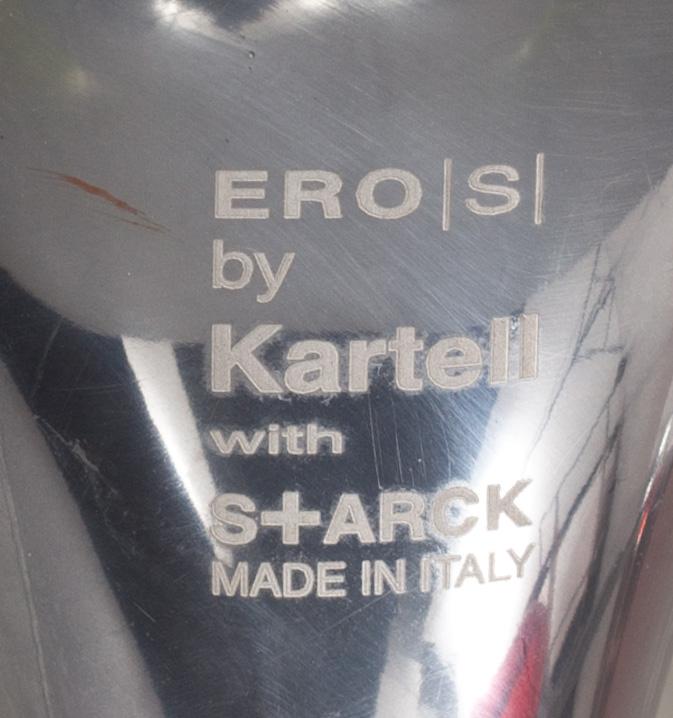 ERO|S|
by
Kartell
with
S+ARCK
MADE IN ITALY